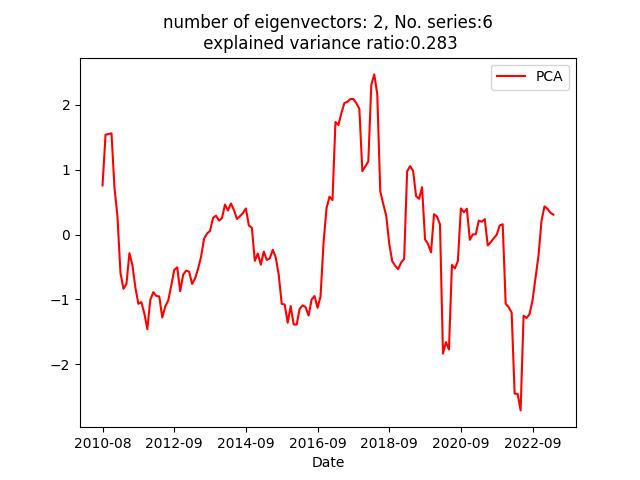 number of eigenvectors: 2, No. series:6
explained variance ratio:0.283
PCA
2
1
0
−1
−2
2010-08 2012-09 2014-09 2016-09 2018-09 2020-09 2022-09
Date